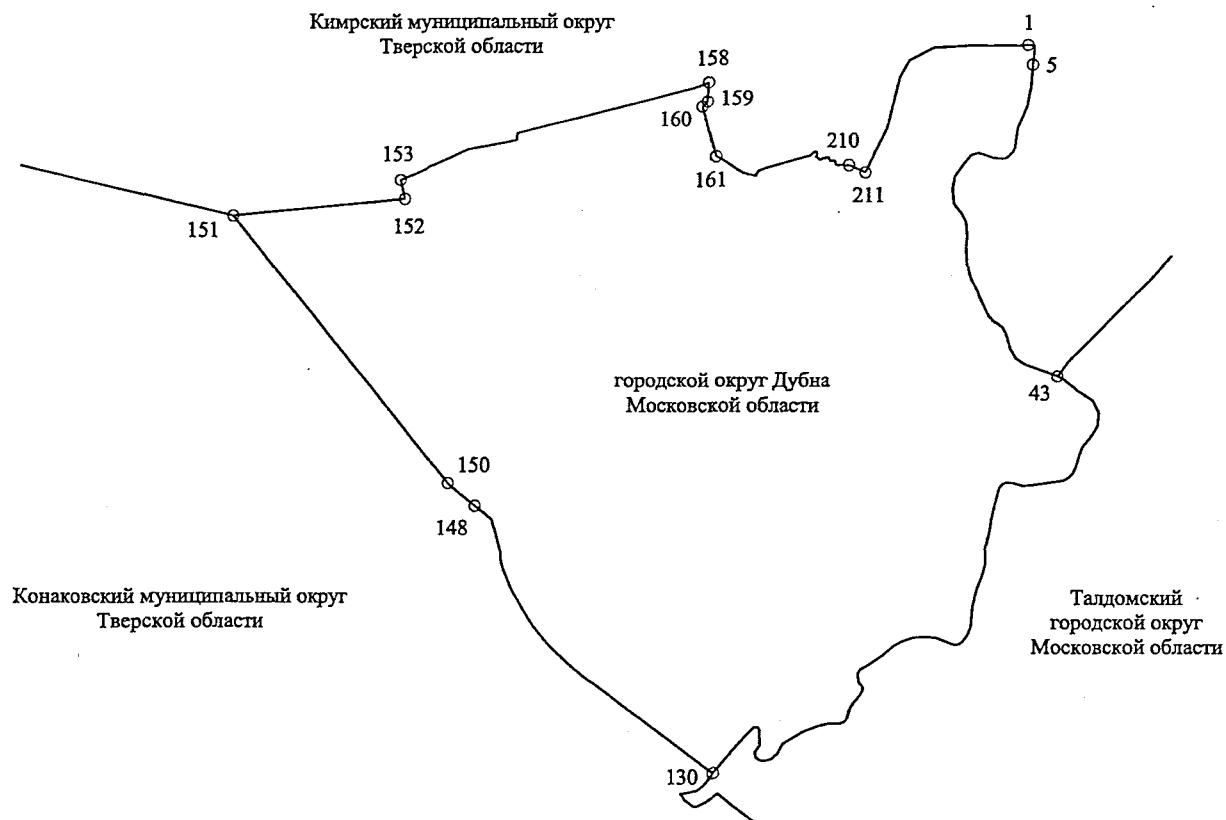 Кимрский муниципальный округ
Тверской области
1
5
158
159
160
161
210
211
153
152
151
43
городской округ Дубна
Московской области
150
148
Конаковский муниципальный округ
Тверской области
Талдомский
городской округ
Московской области
130